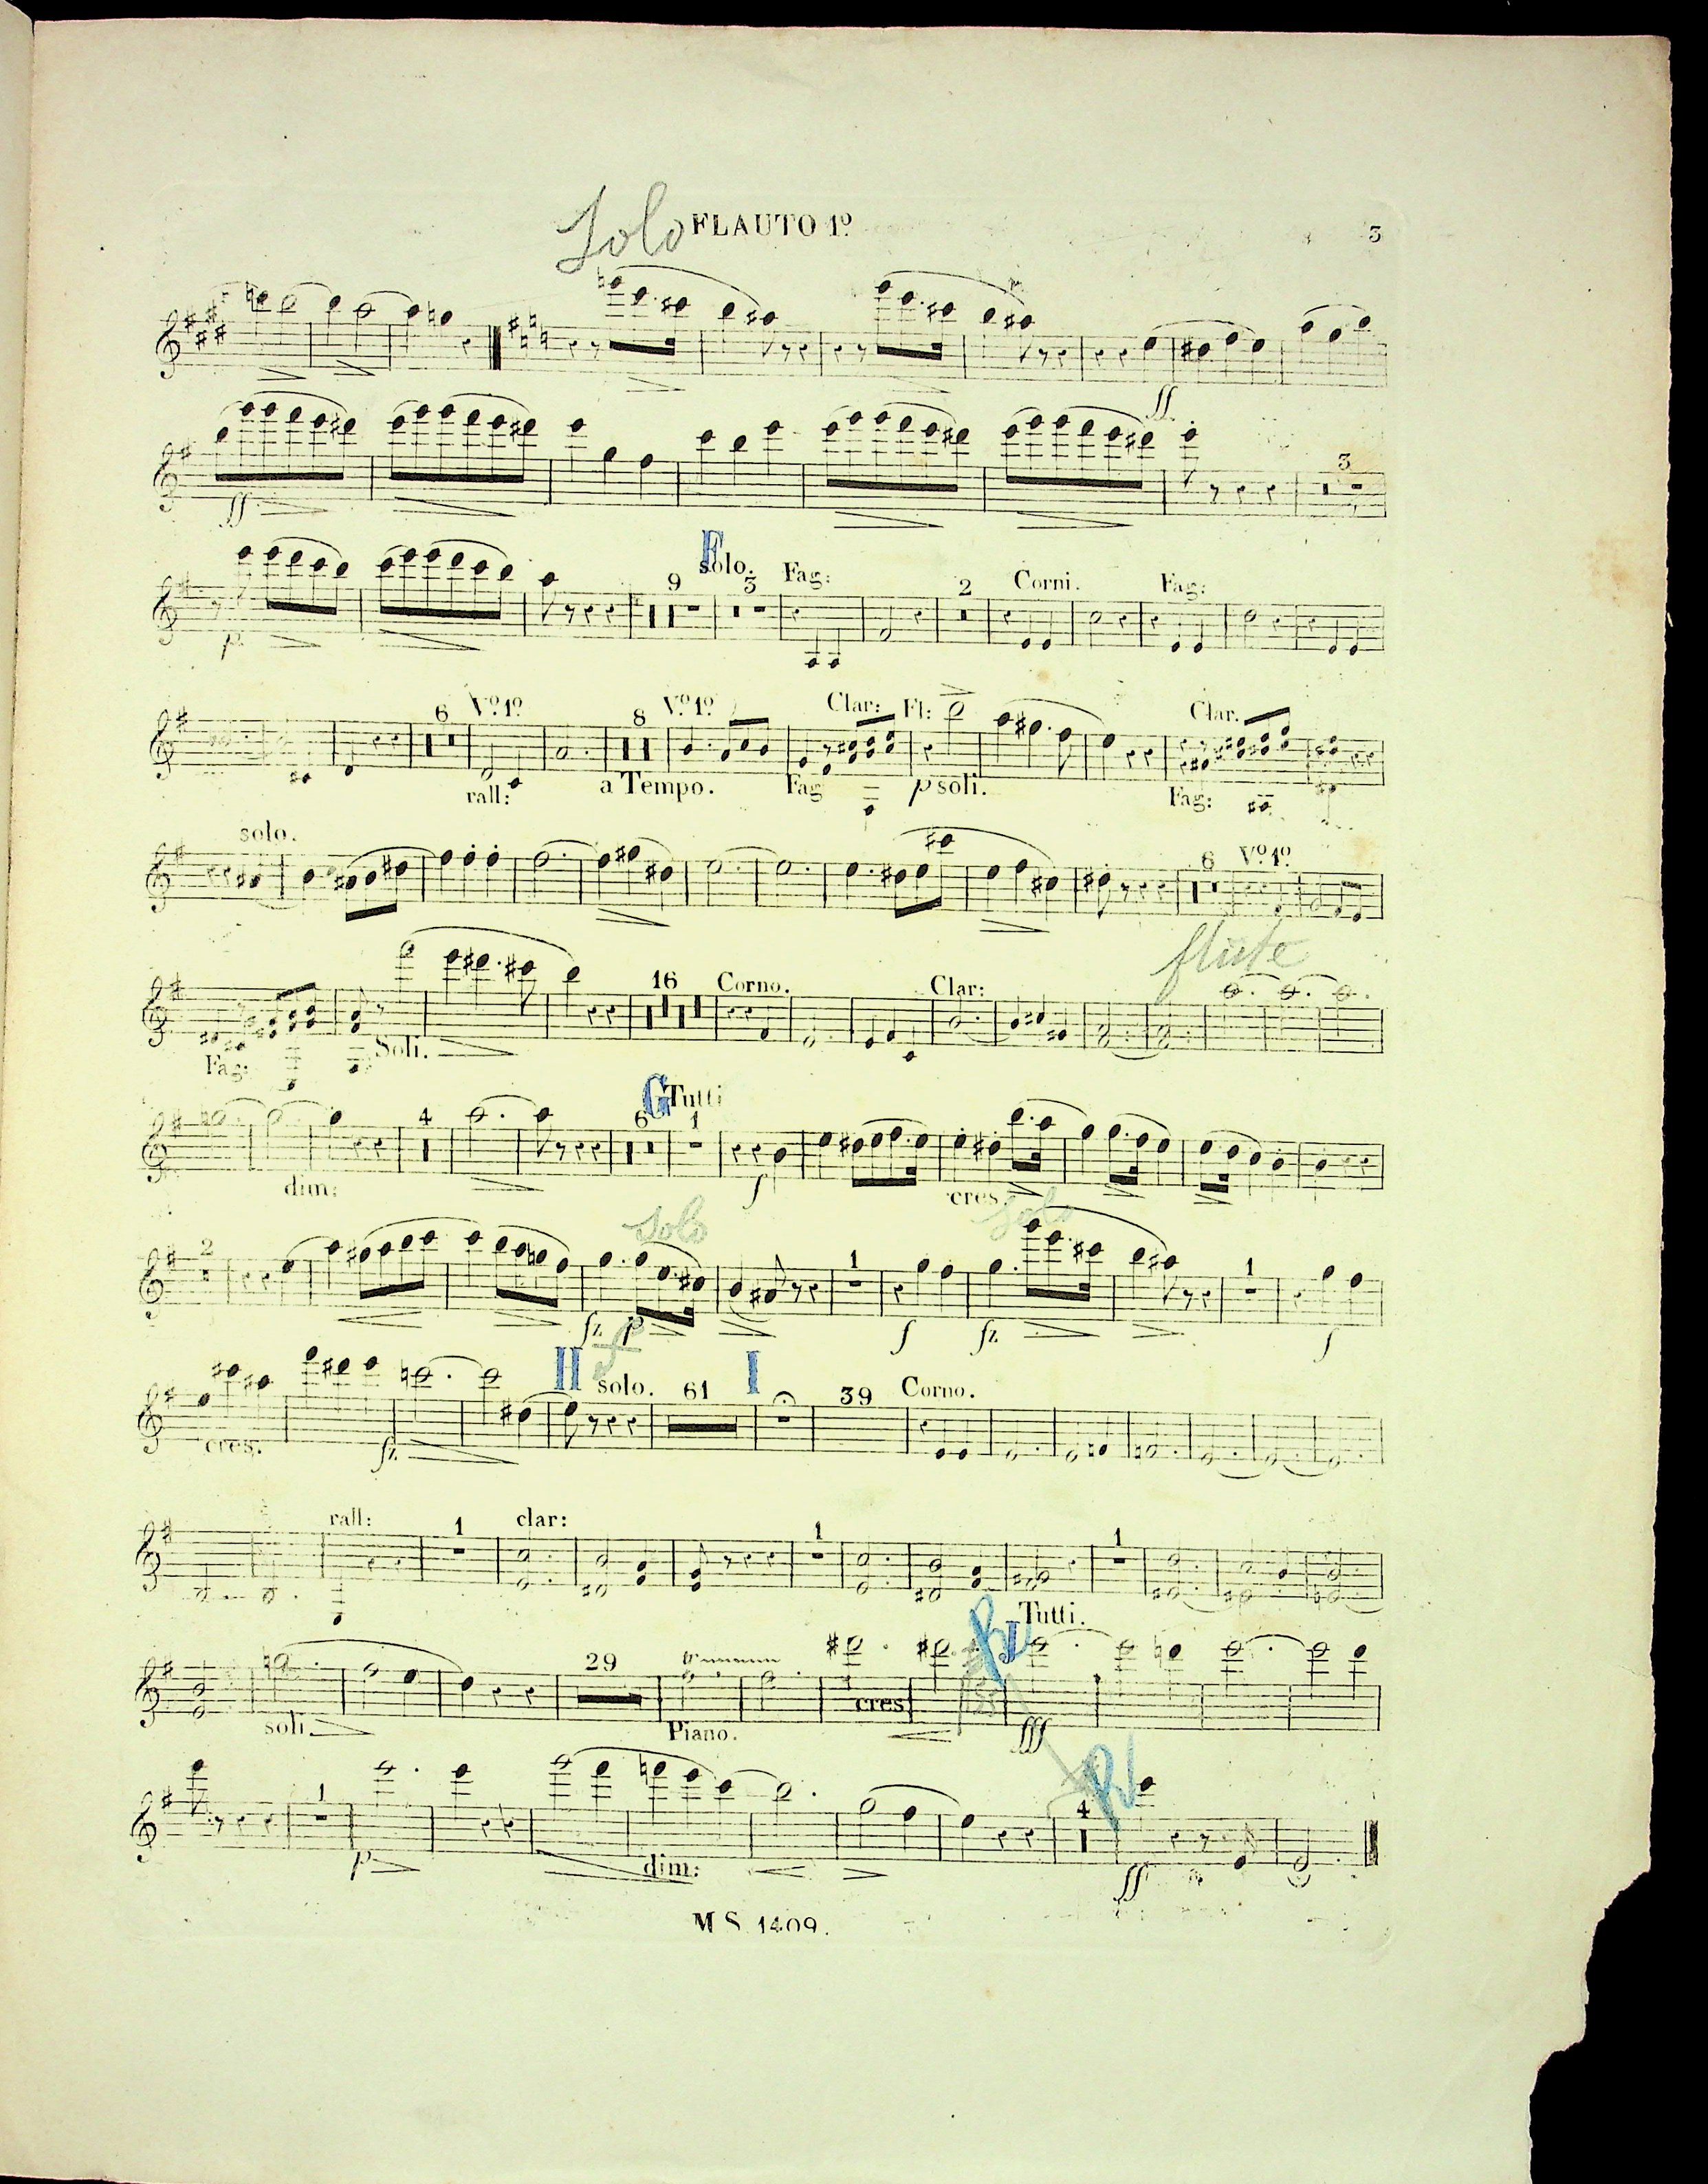 Solo FLAUTO 1º 3
ff
ff 3
F
solo.
9 3 Fag: 2 Corni. Fag:
p
6 Vº.1º 8 Vº.1º Clar: Fl: Clar.
rall: a Tempo. Fag p soli. Fag:
solo.
6 Vº.1º
flûte
16 Corno. Clar:
Fag: Soli.
G Tutti
4 6 1
dim: f cres.
solo solo
2 1 1
fz p f fz f
H solo. 61 I 39 Corno.
cres. fz
rall: 1 clar: 1 1
J Tutti.
29 tr
soli cres
Piano. fff
1 4
p dim: ff
M S 1409.